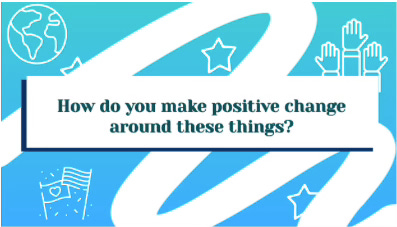 How do you make positive change
around these things?